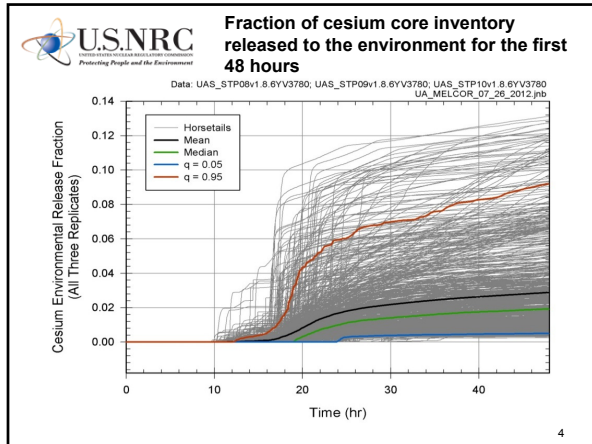 U.S.NRC
UNITED STATES NUCLEAR REGULATORY COMMISSION
Protecting People and the Environment
Fraction of cesium core inventory
released to the environment for the first
48 hours
Data: UAS_STP08v1.8.6YV3780; UAS_STP09v1.8.6YV3780; UAS_STP10v1.8.6YV3780
UA_MELCOR_07_26_2012.jnb
Cesium Environmental Release Fraction
(All Three Replicates)
0.14
0.12
0.10
0.08
0.06
0.04
0.02
0.00
Horsetails
Mean
Median
q = 0.05
q = 0.95
0
10
20
30
40
Time (hr)
4